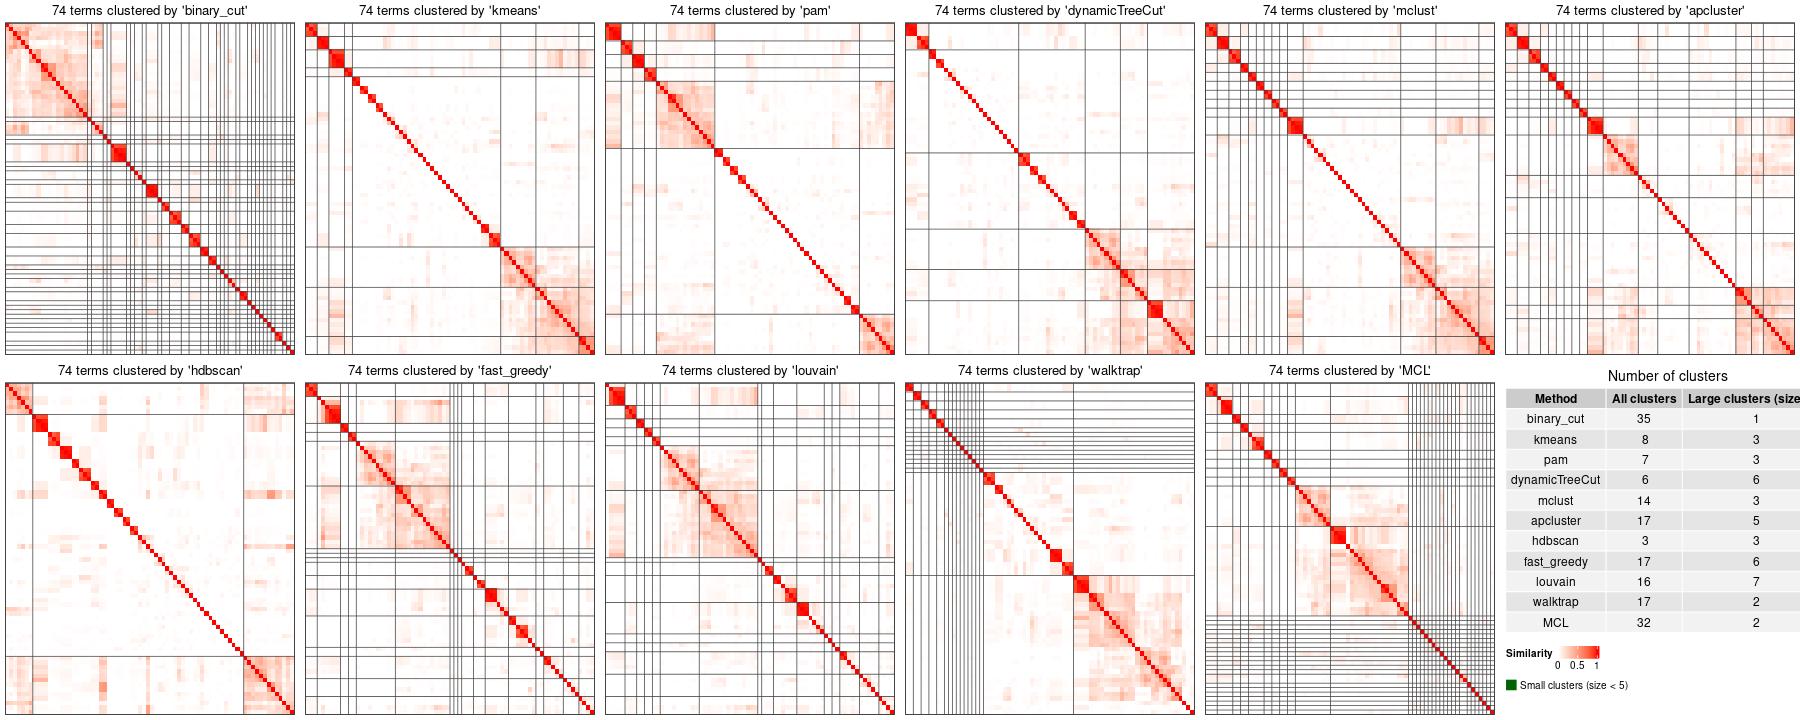 74 terms clustered by 'binary_cut'
74 terms clustered by 'kmeans'
74 terms clustered by 'pam'
74 terms clustered by 'dynamicTreeCut'
74 terms clustered by 'mclust'
74 terms clustered by 'apcluster'
74 terms clustered by 'hdbscan'
74 terms clustered by 'fast_greedy'
74 terms clustered by 'louvain'
74 terms clustered by 'walktrap'
74 terms clustered by 'MCL'
Number of clusters
Method All clusters Large clusters (size
binary_cut 35 1
kmeans 8 3
pam 7 3
dynamicTreeCut 6 6
mclust 14 3
apcluster 17 5
hdbscan 3 3
fast_greedy 17 6
louvain 16 7
walktrap 17 2
MCL 32 2
Similarity
0 0.5 1
Small clusters (size < 5)